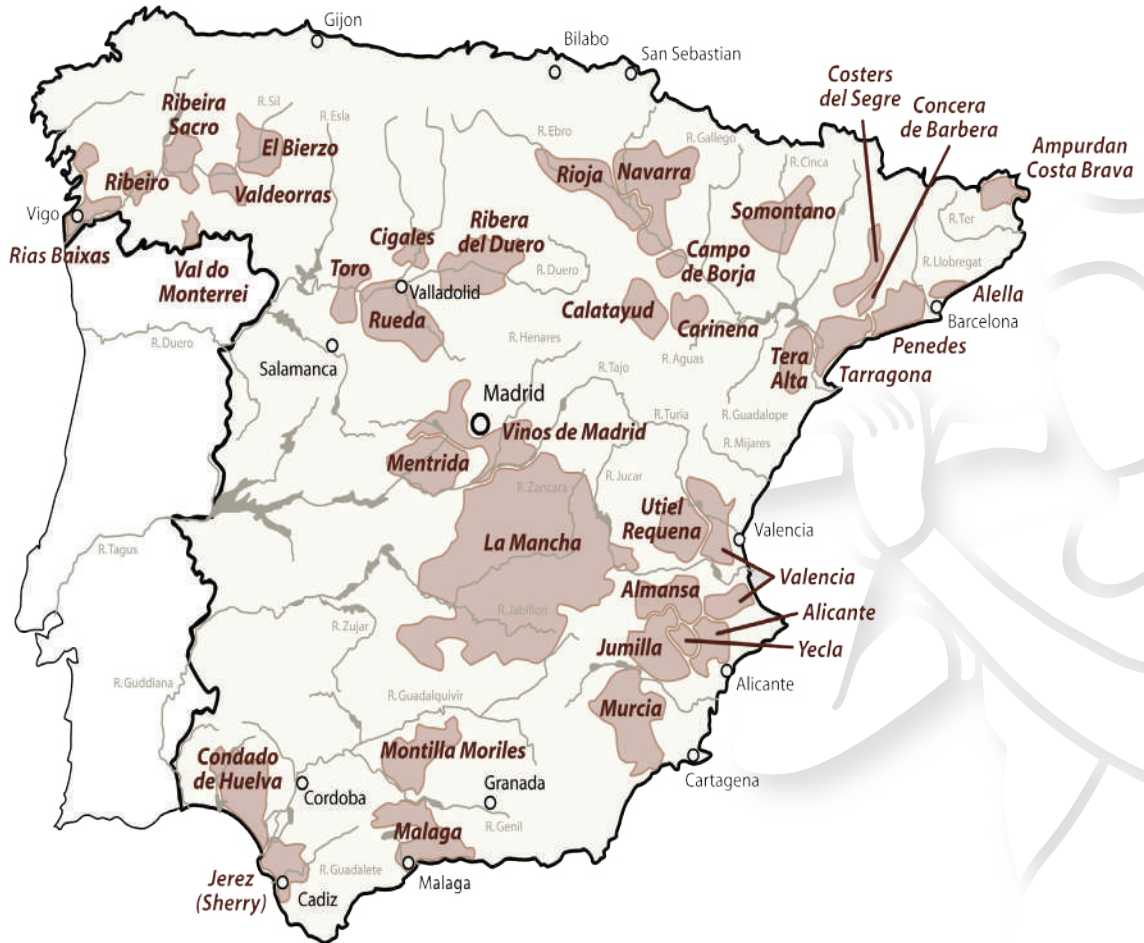 Gijon
Bilabo
San Sebastian
Costers
del Segre
Concera
de Barbera
Ampurdan
Costa Brava
Ribeira
Sacro
R. Sil
R. Esla
El Bierzo
R. Ebro
R. Gallego
R. Cinca
Rioja
Navarra
Ribeiro
Valdeorras
Vigo
Somontano
R. Ter
Rias Baixas
Cigales
Ribera
del Duero
Campo
de Borja
R. Llobregat
Val do
Monterrei
Toro
R. Duero
Valladolid
Alella
Barcelona
Rueda
Calatayud
Carinena
Penedes
R. Duero
Salamanca
R. Henares
R. Aguas
Tera
Alta
Tarragona
R. Tajo
Madrid
R. Turia
R. Guadalope
Vinos de Madrid
R. Mijares
Mentrida
R. Jucar
R. Zancara
Utiel
Requena
Valencia
La Mancha
R. Tagus
Valencia
Almansa
R. Jabillon
Alicante
R. Zujar
Jumilla
Yecla
R. Guddiana
Alicante
R. Guadalquivir
Murcia
Montilla Moriles
Condado
de Huelva
Cartagena
Cordoba
Granada
R. Genil
Malaga
R. Guadalete
Malaga
Jerez
(Sherry)
Cadiz